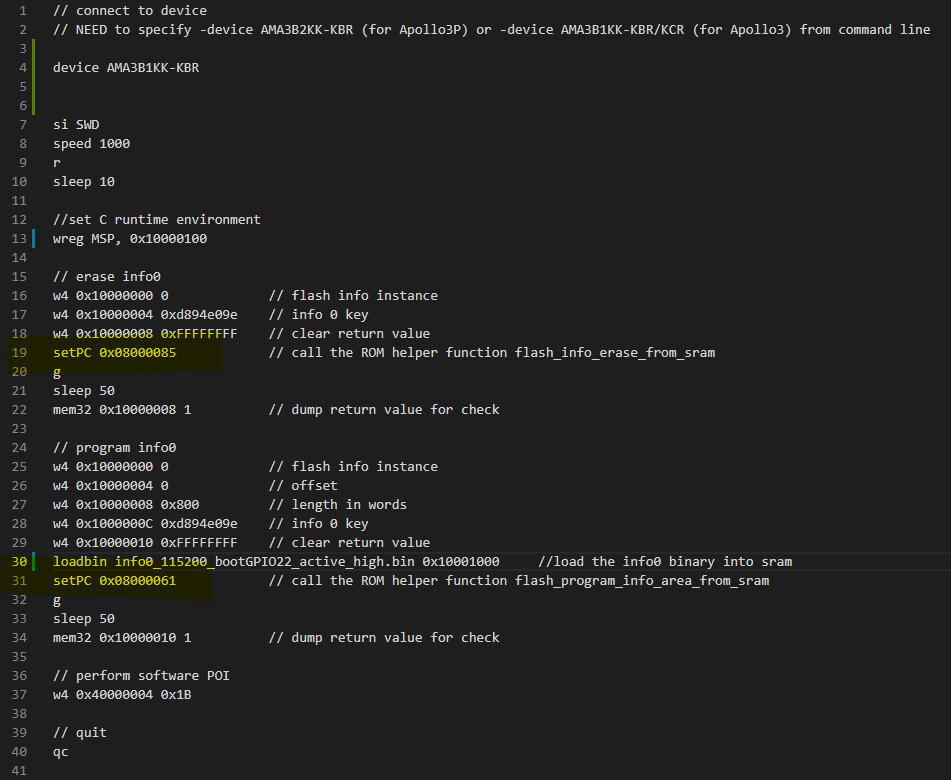 1 // connect to device
2 // NEED to specify -device AMA3B2KK-KBR (for Apollo3P) or -device AMA3B1KK-KBR/KCR (for Apollo3) from command line
3
4 device AMA3B1KK-KBR
5
6
7 si SWD
8 speed 1000
9 r
10 sleep 10
11
12 //set C runtime environment
13 wreg MSP, 0x10000100
14
15 // erase info0
16 w4 0x10000000 0 // flash info instance
17 w4 0x10000004 0xd894e09e // info 0 key
18 w4 0x10000008 0xFFFFFFFF // clear return value
19 setPC 0x08000085 // call the ROM helper function flash_info_erase_from_sram
20 g
21 sleep 50
22 mem32 0x10000008 1 // dump return value for check
23
24 // program info0
25 w4 0x10000000 0 // flash info instance
26 w4 0x10000004 0 // offset
27 w4 0x10000008 0x800 // length in words
28 w4 0x1000000C 0xd894e09e // info 0 key
29 w4 0x10000010 0xFFFFFFFF // clear return value
30 loadbin info0_115200_bootGPIO22_active_high.bin 0x10001000 //load the info0 binary into sram
31 setPC 0x08000061 // call the ROM helper function flash_program_info_area_from_sram
32 g
33 sleep 50
34 mem32 0x10000010 1 // dump return value for check
35
36 // perform software POI
37 w4 0x40000004 0x1B
38
39 // quit
40 qc
41